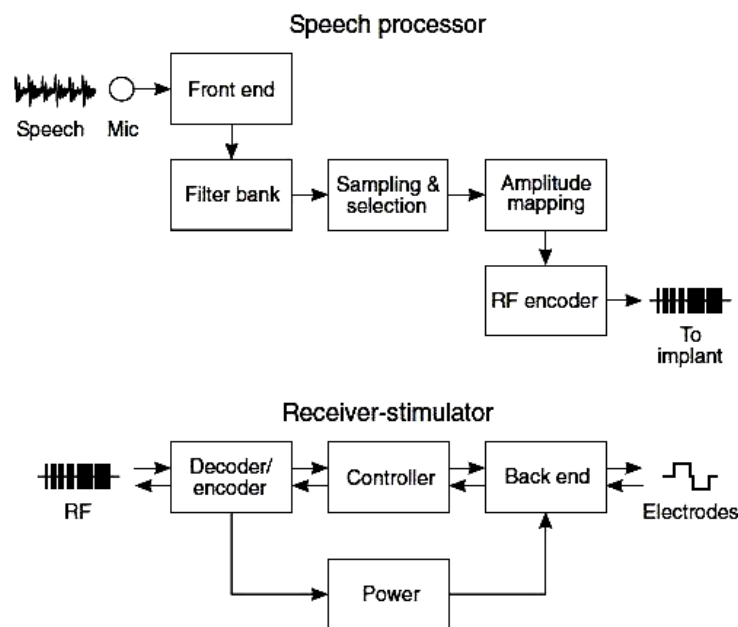 Speech processor
Front end
Speech
Mic
Filter bank
Sampling &
selection
Amplitude
mapping
RF encoder
To
implant
Receiver-stimulator
Decoder/
encoder
Controller
Back end
RF
Electrodes
Power